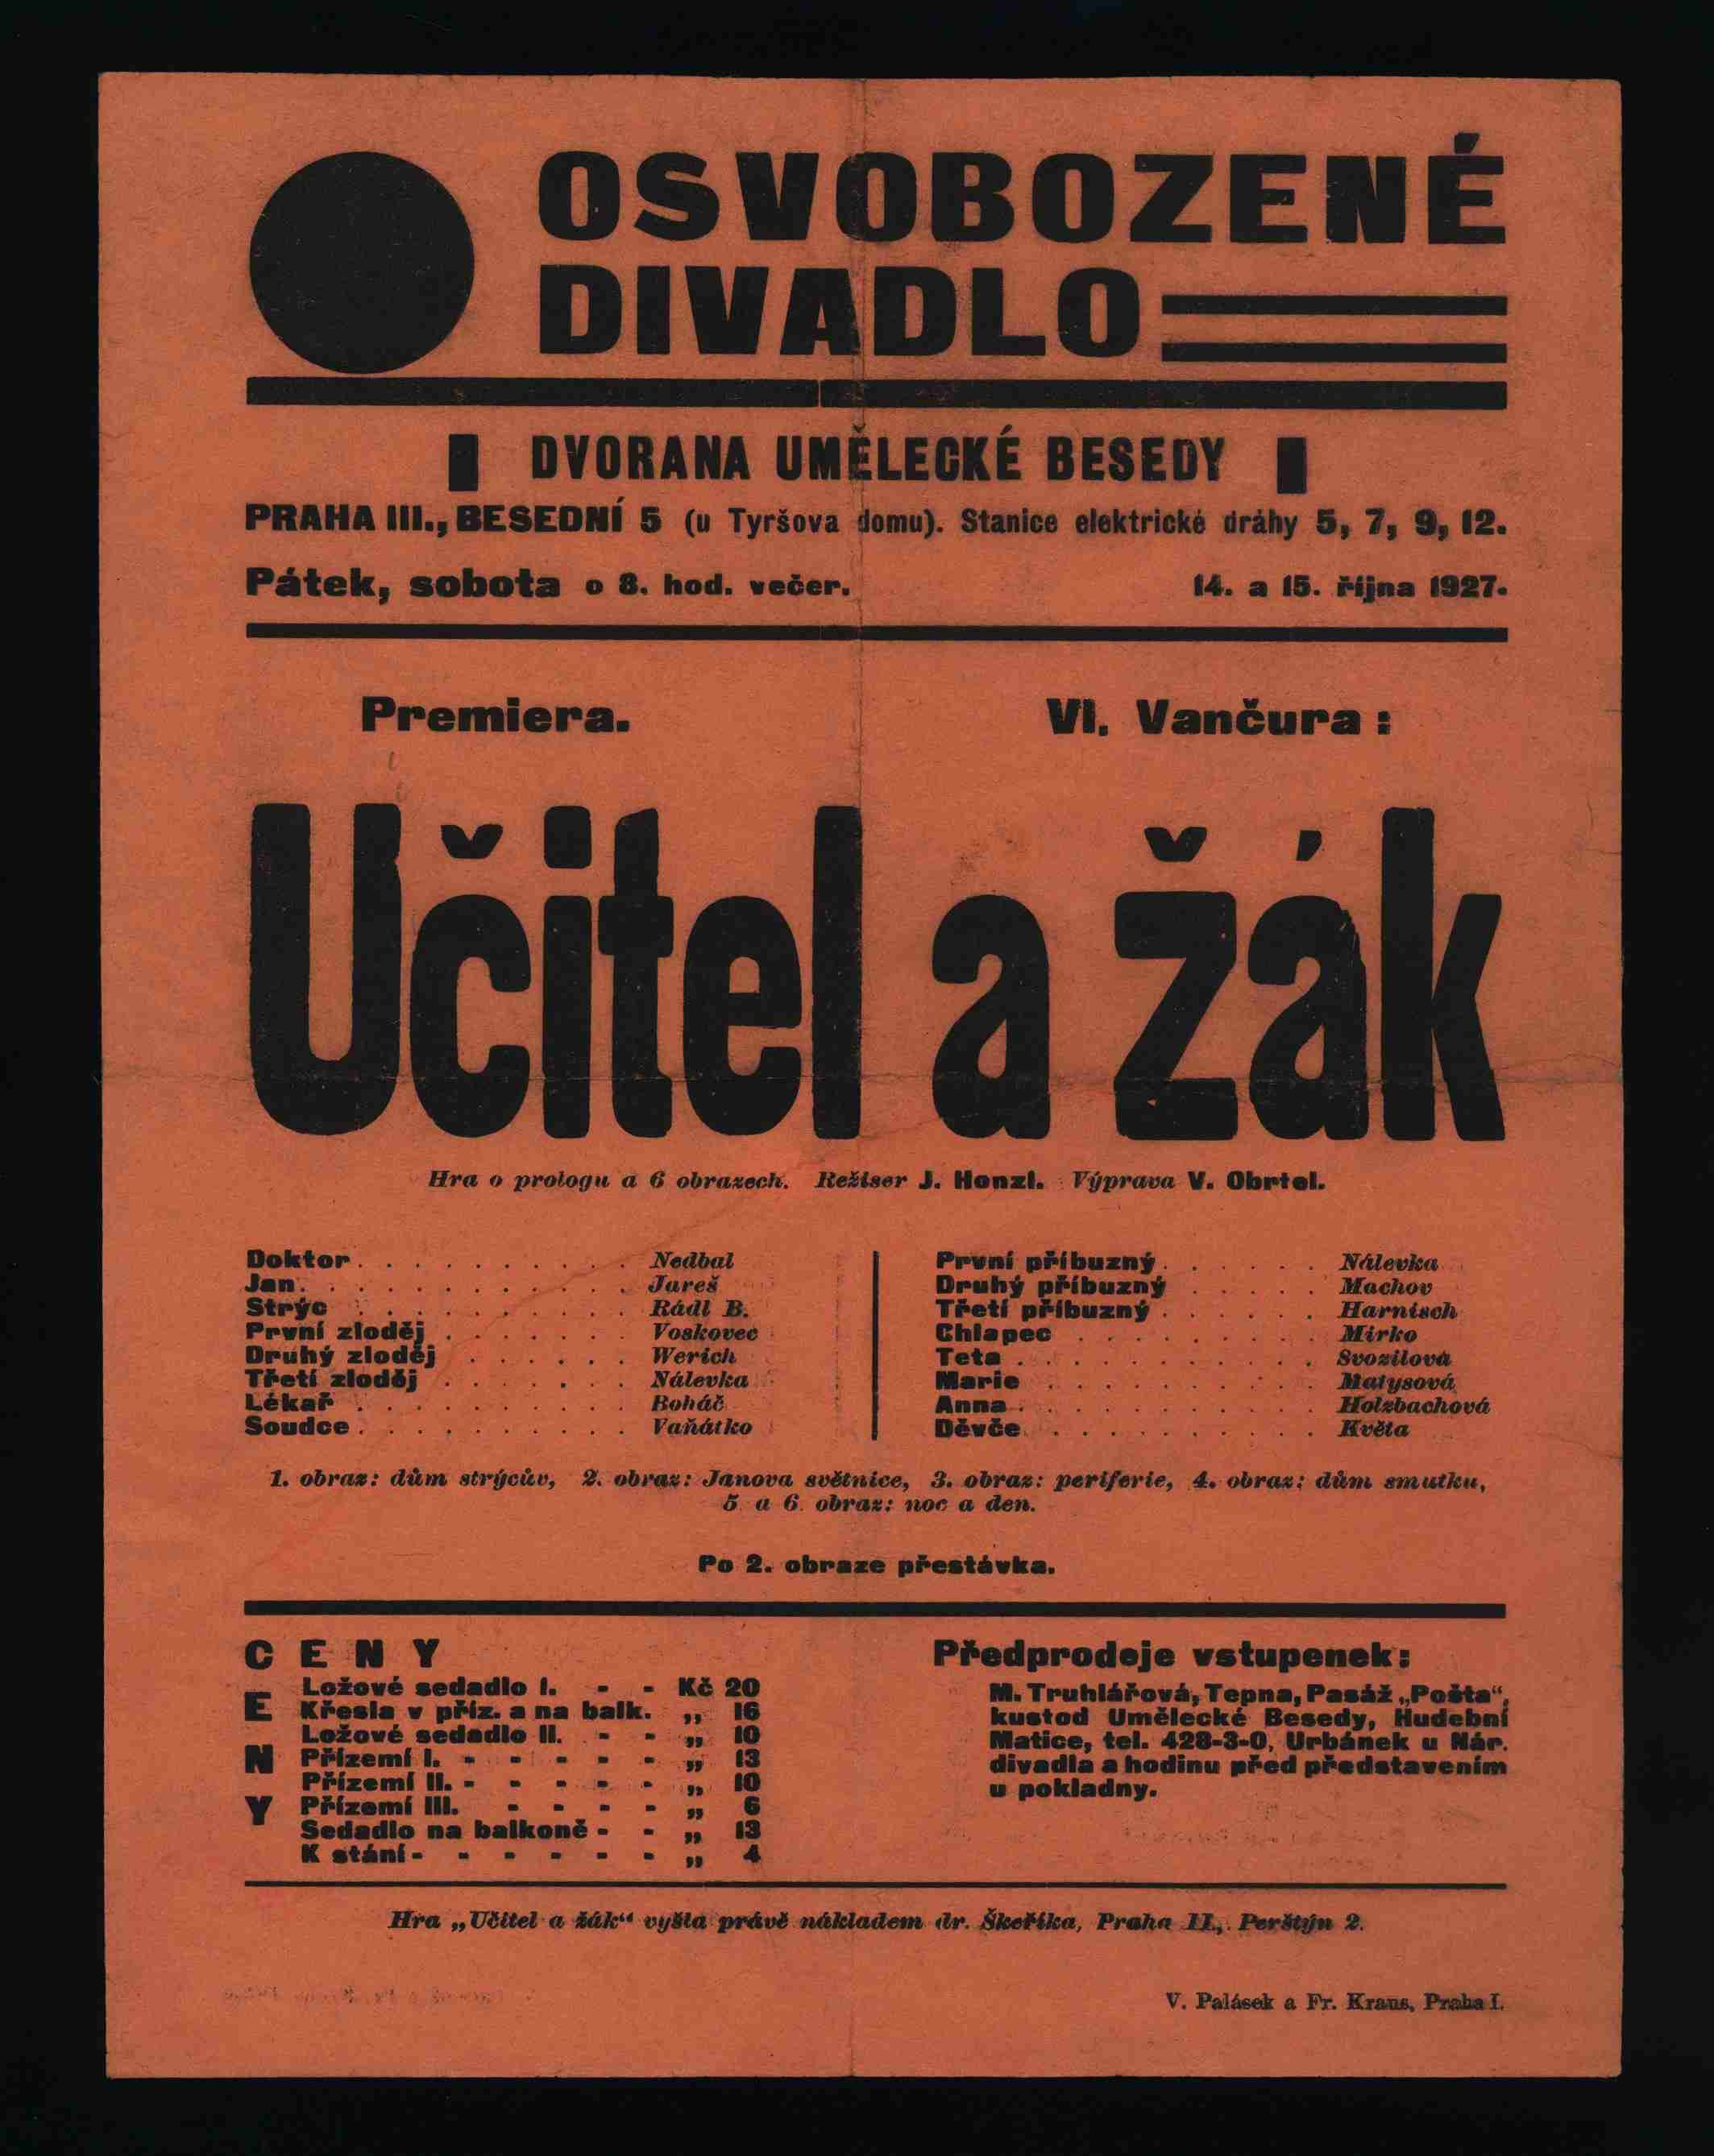 OSVOBOZENÉ
DIVADLO
DVORANA UMĚLECKÉ BESEDY
PRAHA III., BESEDNÍ 5 (u Tyršova domu). Stanice elektrické dráhy 5, 7, 9, 12.
Pátek, sobota o 8. hod. večer. 14. a 15. října 1927.
Premiera. Vl. Vančura:
Učitel a žák
Hra o prologu a 6 obrazech. Režiser J. Honzl. Výprava V. Obrtel.
Doktor . . . . . . . . . . . Nedbal
Jan . . . . . . . . . . . . Jareš
Strýc . . . . . . . . . . . Rádl B.
První zloděj . . . . . . . . Voskovec
Druhý zloděj . . . . . . Werich
Třetí zloděj . . . . . . . Nálevka
Lékař . . . . . . . . . . . Boháč
Soudce . . . . . . . . . . Vaňátko
První příbuzný . . . . . . Nálevka
Druhý příbuzný . . . . . Machov
Třetí příbuzný . . . . . . Harnisch
Chlapec . . . . . . . . . Mirko
Teta . . . . . . . . . . . Svozilová
Marie . . . . . . . . . . Matysová
Anna . . . . . . . . . . . Holzbachová
Děvče . . . . . . . . . . Květa
1. obraz: dům strýcův, 2. obraz: Janova světnice, 3. obraz: periferie, 4. obraz: dům smutku,
5. a 6. obraz: noc a den.
Po 2. obraze přestávka.
CENY
CENY
Ložové sedadlo I. - - Kč 20
Křesla v příz. a na balk. „ 16
Ložové sedadlo II. - - „ 10
Přízemí I. - - - - - „ 13
Přízemí II. - - - - - „ 10
Přízemí III. - - - - „ 6
Sedadlo na balkoně - - „ 13
K stání - - - - - - „ 4
Předprodeje vstupenek:
M. Truhlářová, Tepna, Pasáž „Pošta“,
kustod Umělecké Besedy, Hudební
Matice, tel. 428-3-0, Urbánek u Nár.
divadla a hodinu před představením
u pokladny.
Hra „Učitel a žák“ vyšla právě nákladem dr. Škeříka, Praha II., Perštýn 2.
V. Palásek a Fr. Kraus, Praha I.